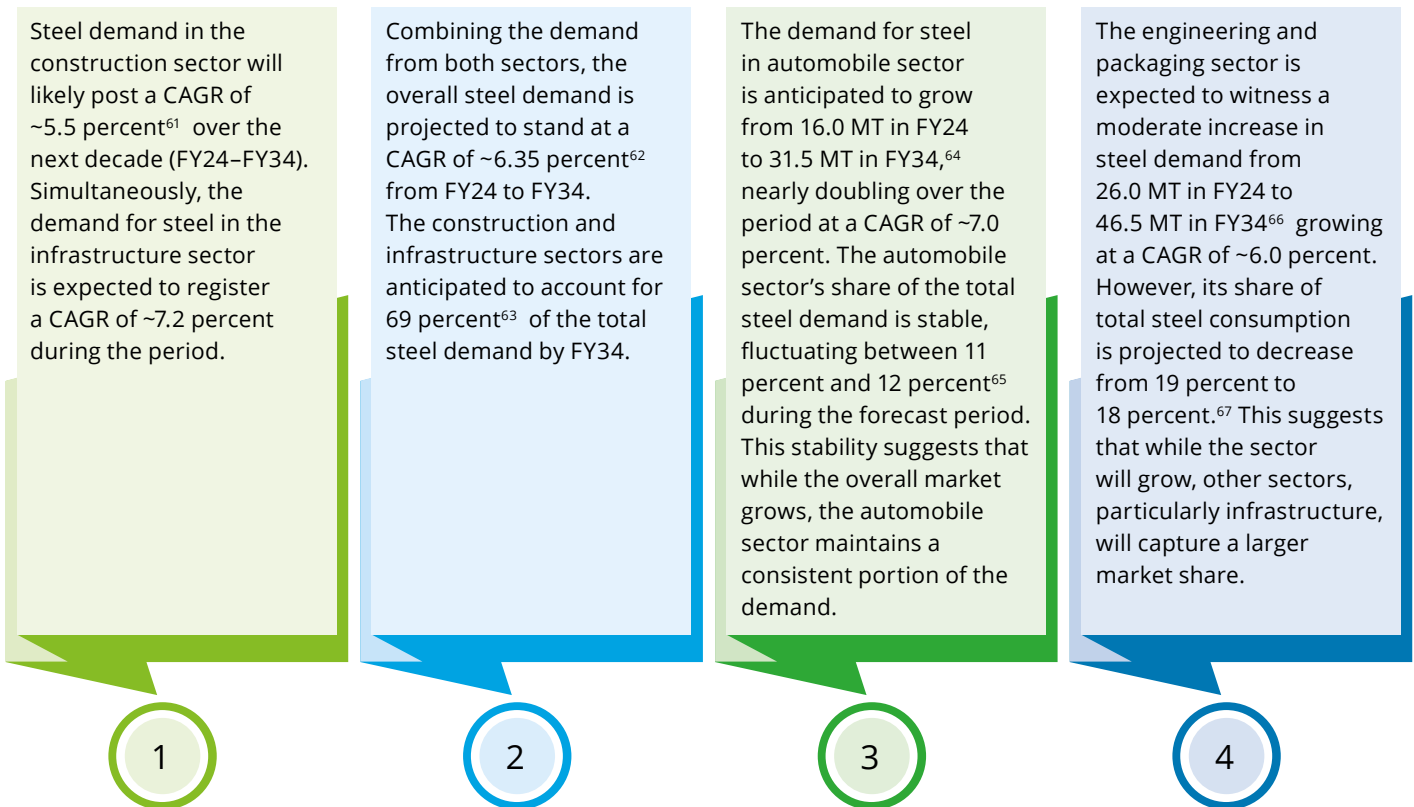 Steel demand in the
construction sector will
likely post a CAGR of
~5.5 percent⁶¹ over the
next decade (FY24–FY34).
Simultaneously, the
demand for steel in the
infrastructure sector
is expected to register
a CAGR of ~7.2 percent
during the period.
1
Combining the demand
from both sectors, the
overall steel demand is
projected to stand at a
CAGR of ~6.35 percent⁶²
from FY24 to FY34.
The construction and
infrastructure sectors are
anticipated to account for
69 percent⁶³ of the total
steel demand by FY34.
2
The demand for steel
in automobile sector
is anticipated to grow
from 16.0 MT in FY24
to 31.5 MT in FY34,⁶⁴
nearly doubling over the
period at a CAGR of ~7.0
percent. The automobile
sector’s share of the total
steel demand is stable,
fluctuating between 11
percent and 12 percent⁶⁵
during the forecast period.
This stability suggests that
while the overall market
grows, the automobile
sector maintains a
consistent portion of the
demand.
3
The engineering and
packaging sector is
expected to witness a
moderate increase in
steel demand from
26.0 MT in FY24 to
46.5 MT in FY34⁶⁶ growing
at a CAGR of ~6.0 percent.
However, its share of
total steel consumption
is projected to decrease
from 19 percent to
18 percent.⁶⁷ This suggests
that while the sector
will grow, other sectors,
particularly infrastructure,
will capture a larger
market share.
4